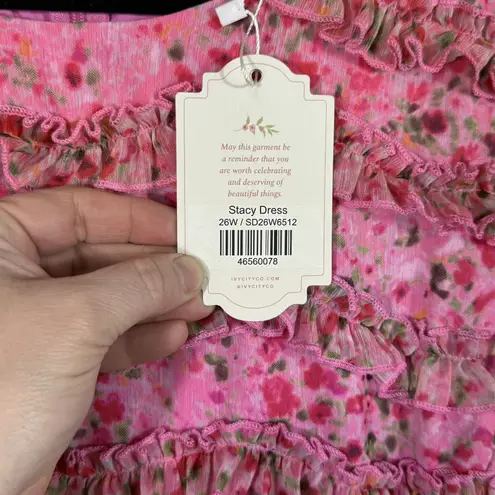 May this garment be
a reminder that you
are worth celebrating
and deserving of
beautiful things.
Stacy Dress
26W / SD26W6512
46560078
IVYCITYCO.COM
@IVYCITYCO